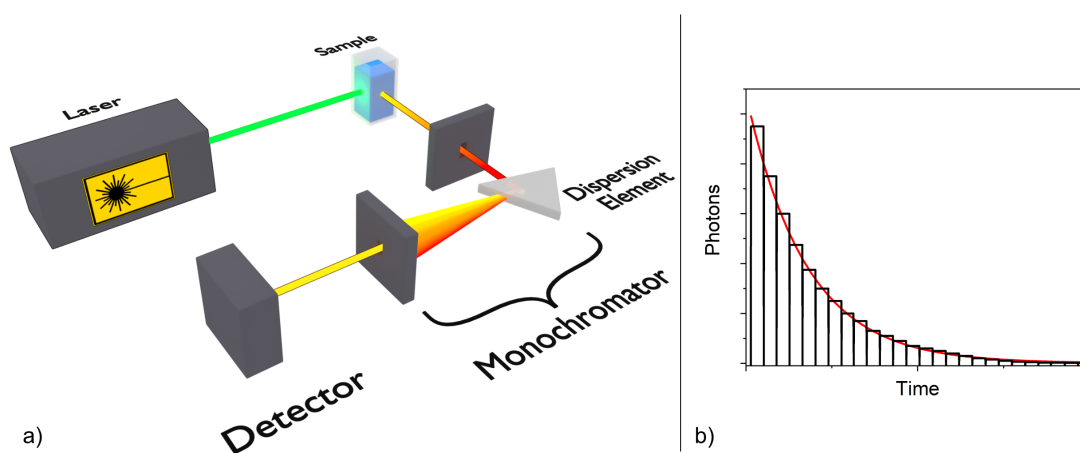 Sample
Laser
Dispersion
Element
Monochromator
Detector
a)
Photons
Time
b)